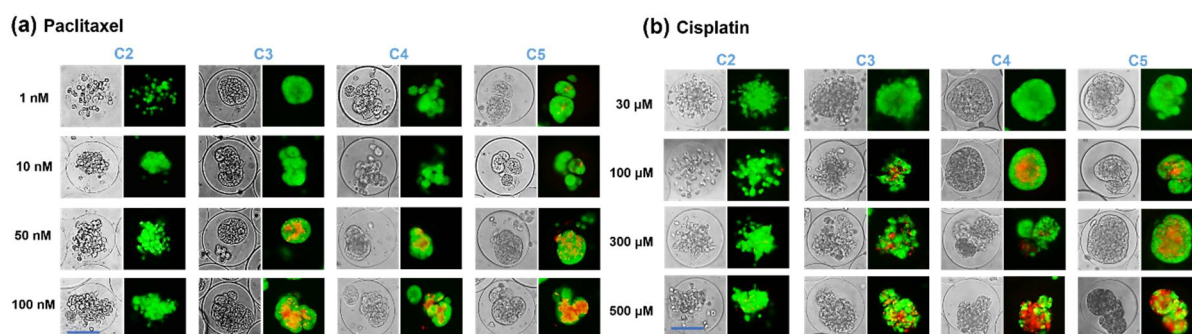 (a) Paclitaxel
C2 C3 C4 C5
1 nM
10 nM
50 nM
100 nM
(b) Cisplatin
C2 C3 C4 C5
30 µM
100 µM
300 µM
500 µM